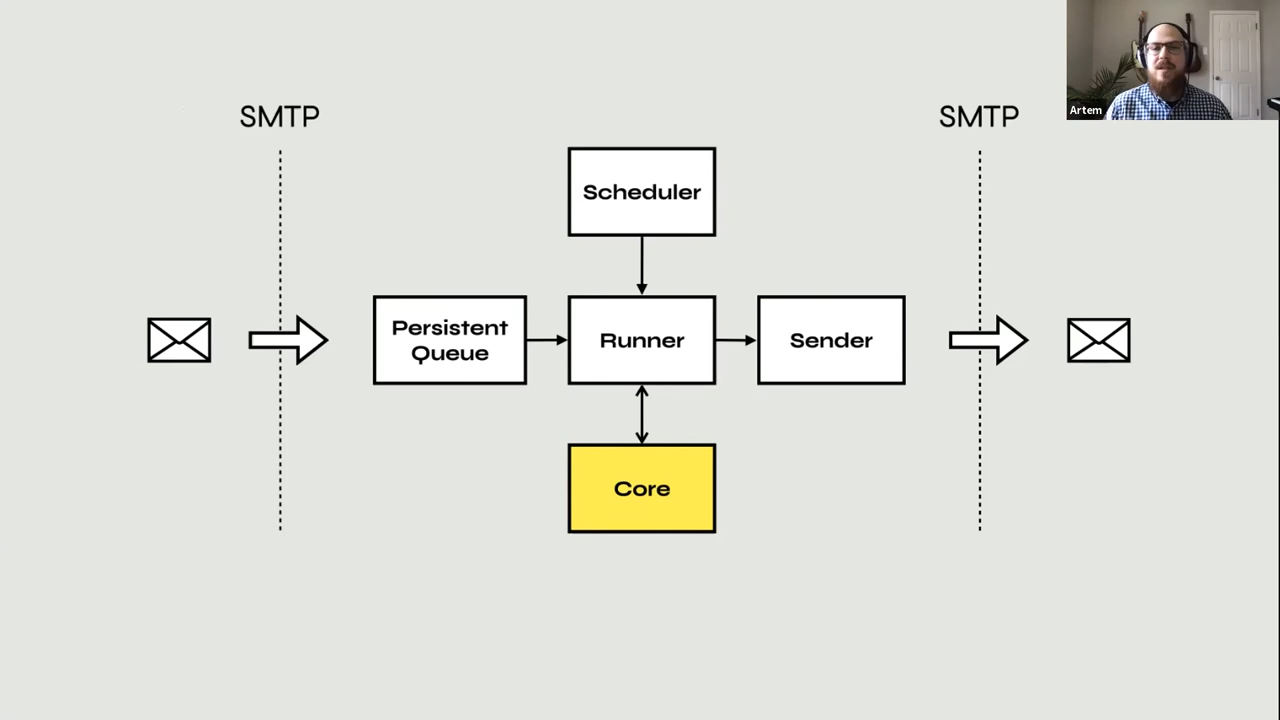 SMTP
SMTP
Artem
Scheduler
Persistent
Queue
Runner
Sender
Core